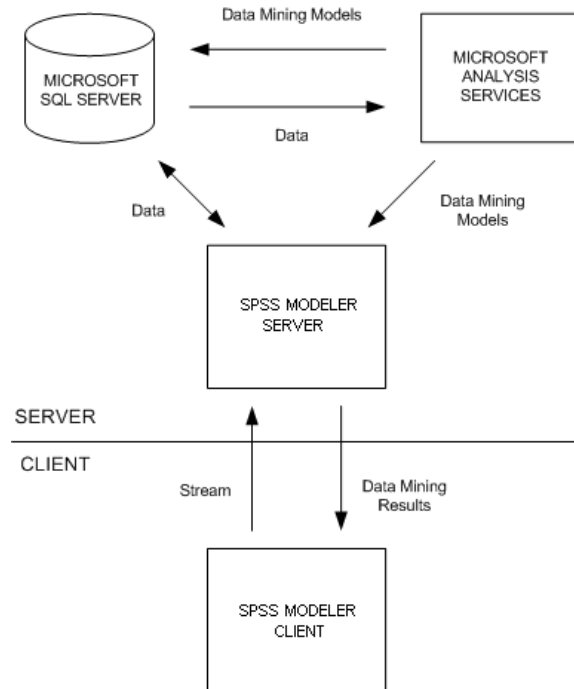 Data Mining Models
MICROSOFT
SQL SERVER
MICROSOFT
ANALYSIS
SERVICES
Data
Data
Data Mining
Models
SPSS MODELER
SERVER
SERVER
CLIENT
Stream
Data Mining
Results
SPSS MODELER
CLIENT